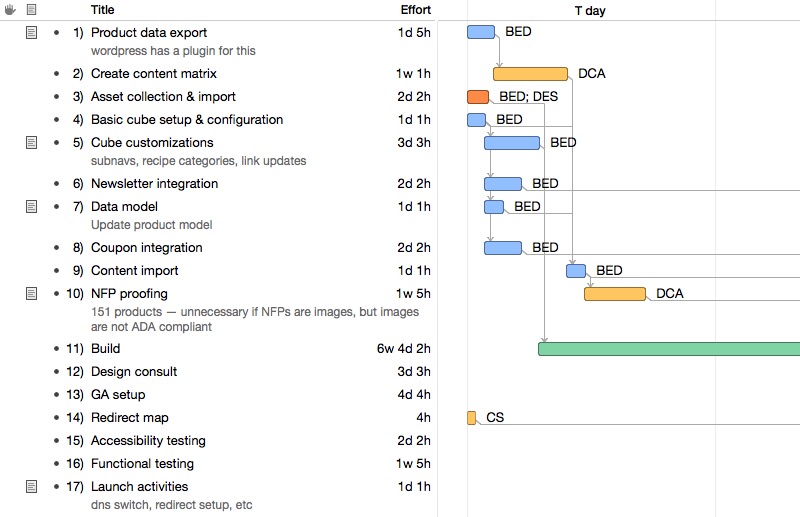 Title Effort T day
1) Product data export 1d 5h BED
wordpress has a plugin for this
2) Create content matrix 1w 1h DCA
3) Asset collection & import 2d 2h BED; DES
4) Basic cube setup & configuration 1d 1h BED
5) Cube customizations 3d 3h BED
subnavs, recipe categories, link updates
6) Newsletter integration 2d 2h BED
7) Data model 1d 1h BED
Update product model
8) Coupon integration 2d 2h BED
9) Content import 1d 1h BED
10) NFP proofing 1w 5h DCA
151 products — unnecessary if NFPs are images, but images
are not ADA compliant
11) Build 6w 4d 2h
12) Design consult 3d 3h
13) GA setup 4d 4h
14) Redirect map 4h CS
15) Accessibility testing 2d 2h
16) Functional testing 1w 5h
17) Launch activities 1d 1h
dns switch, redirect setup, etc